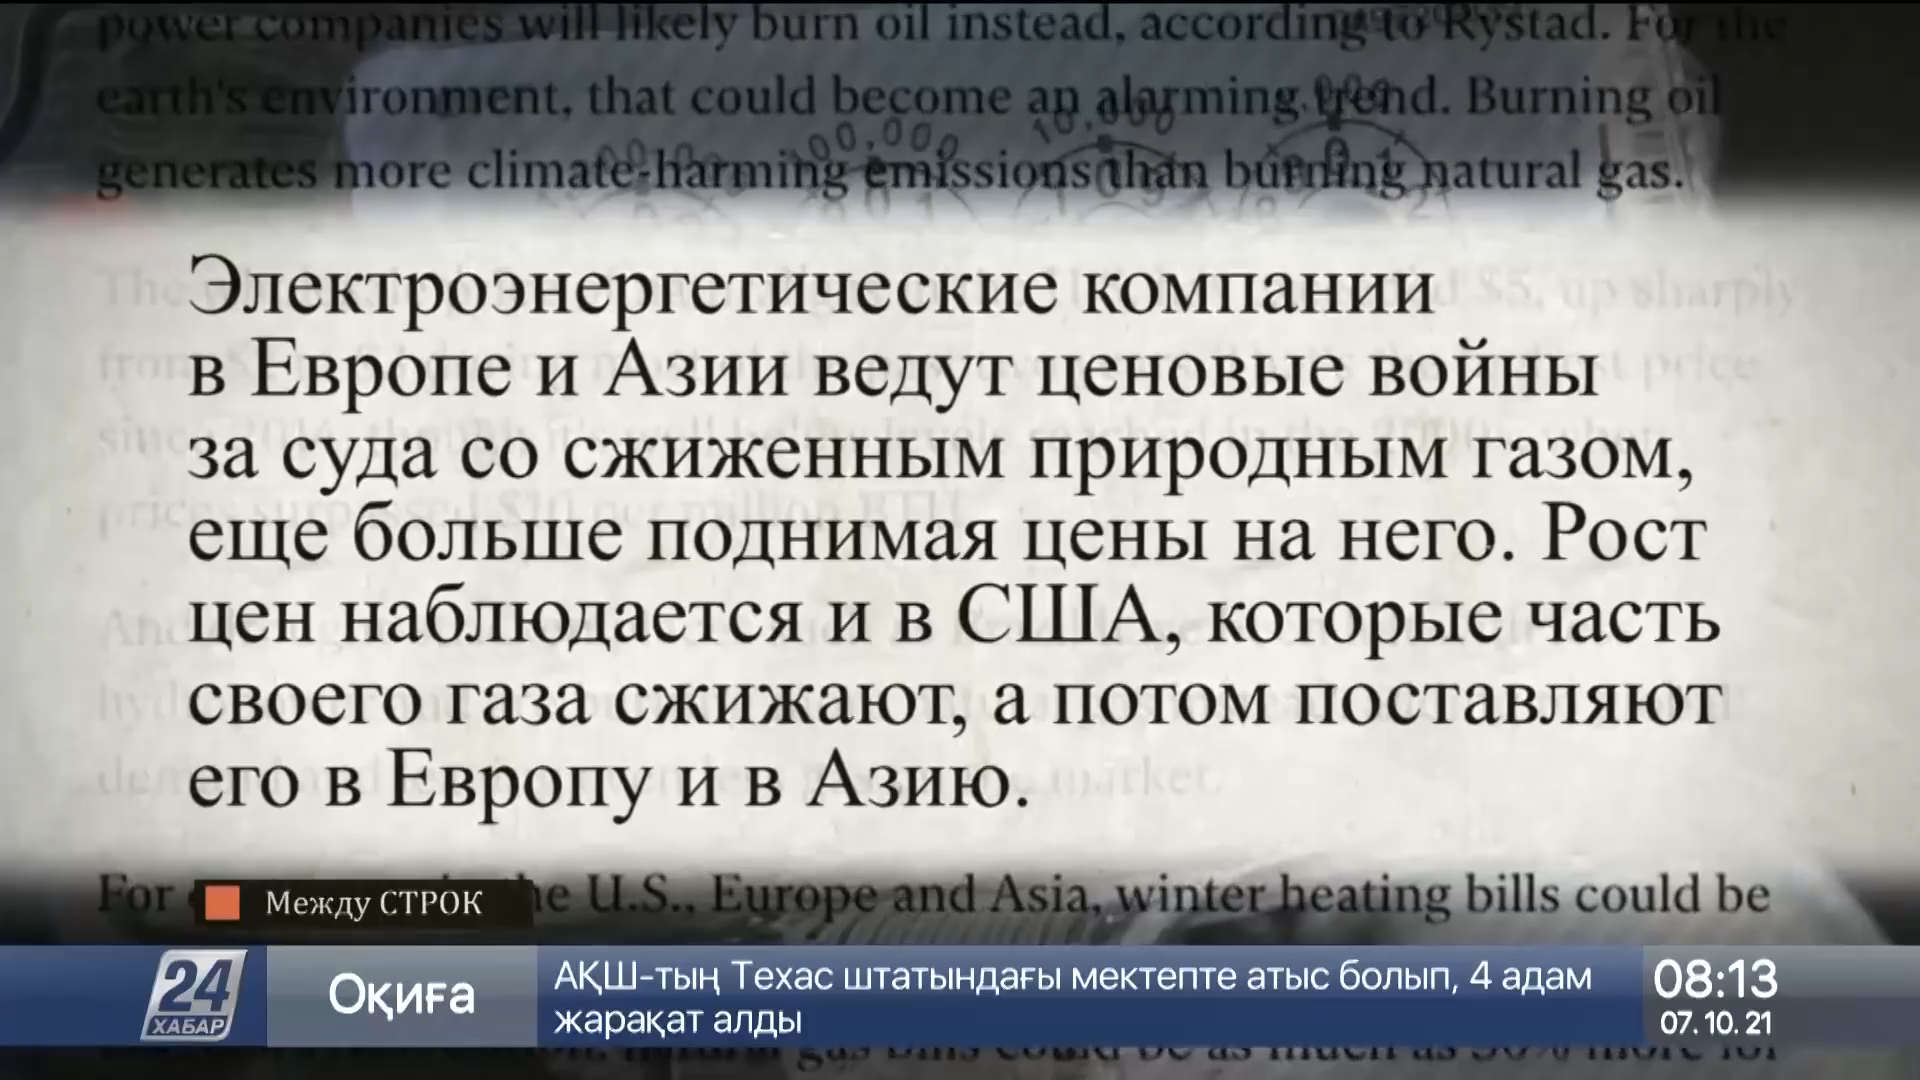 power companies will likely burn oil instead, according to Rystad. For the
earth's environment, that could become an alarming trend. Burning oil
generates more climate-harming emissions than burning natural gas.
Электроэнергетические компании
в Европе и Азии ведут ценовые войны
за суда со сжиженным природным газом,
еще больше поднимая цены на него. Рост
цен наблюдается и в США, которые часть
своего газа сжижают, а потом поставляют
его в Европу и в Азию.
For the U.S., Europe and Asia, winter heating bills could be
Между СТРОК
24
ХАБАР
Оқиға
АҚШ-тың Техас штатындағы мектепте атыс болып, 4 адам
жарақат алды
08:13
07.10.21